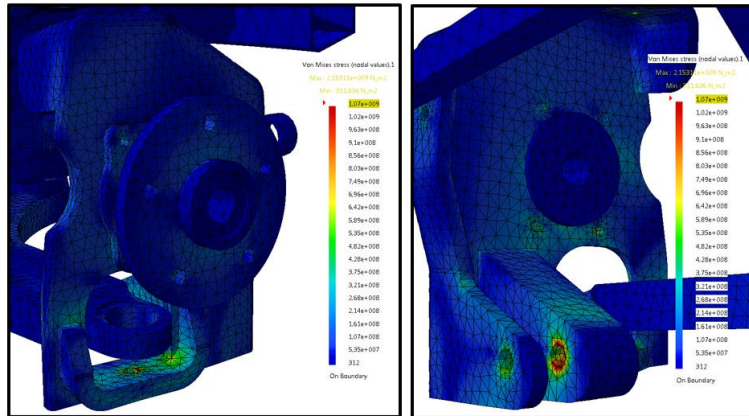 Von Mises stress (nodal values).1
Min : 311,636 N_m2
1,07e+009
1,02e+009
9,63e+008
9,1e+008
8,56e+008
8,03e+008
7,49e+008
6,96e+008
6,42e+008
5,89e+008
5,35e+008
4,82e+008
4,28e+008
3,75e+008
3,21e+008
2,68e+008
2,14e+008
1,61e+008
1,07e+008
5,35e+007
312
On Boundary
Von Mises stress (nodal values).1
1,07e+009
1,02e+009
9,63e+008
9,1e+008
8,56e+008
8,03e+008
7,49e+008
6,96e+008
6,42e+008
5,89e+008
5,35e+008
4,82e+008
4,28e+008
3,75e+008
3,21e+008
2,68e+008
2,14e+008
1,61e+008
1,07e+008
5,35e+007
312
On Boundary